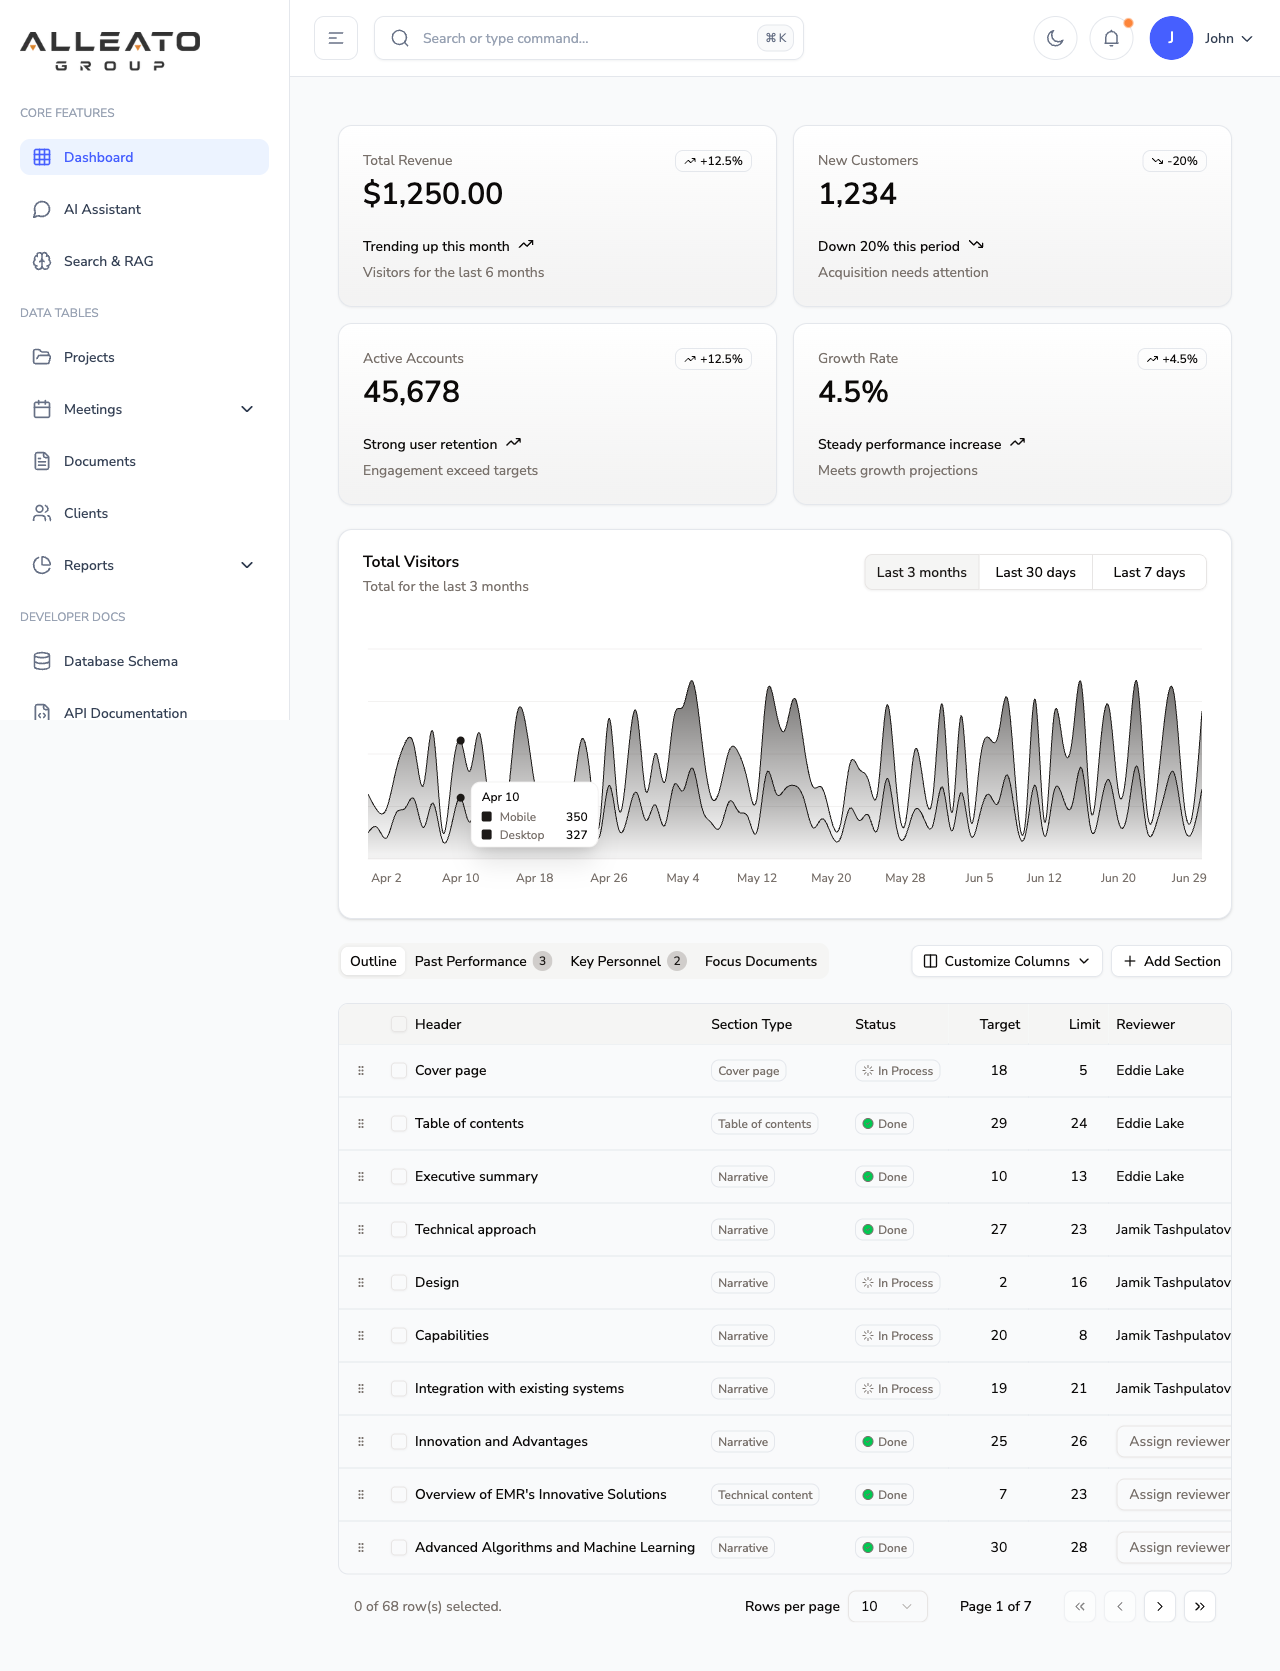 ALLEATO
GROUP
Search or type command...
⌘ K
J
John
CORE FEATURES
Dashboard
AI Assistant
Search & RAG
DATA TABLES
Projects
Meetings
Documents
Clients
Reports
DEVELOPER DOCS
Database Schema
API Documentation
Total Revenue
+12.5%
$1,250.00
Trending up this month
Visitors for the last 6 months
New Customers
-20%
1,234
Down 20% this period
Acquisition needs attention
Active Accounts
+12.5%
45,678
Strong user retention
Engagement exceed targets
Growth Rate
+4.5%
4.5%
Steady performance increase
Meets growth projections
Total Visitors
Total for the last 3 months
Last 3 months Last 30 days Last 7 days
Apr 10
Mobile 350
Desktop 327
Apr 2 Apr 10 Apr 18 Apr 26 May 4 May 12 May 20 May 28 Jun 5 Jun 12 Jun 20 Jun 29
Outline Past Performance 3 Key Personnel 2 Focus Documents Customize Columns Add Section
Header Section Type Status Target Limit Reviewer
Cover page Cover page In Process 18 5 Eddie Lake
Table of contents Table of contents Done 29 24 Eddie Lake
Executive summary Narrative Done 10 13 Eddie Lake
Technical approach Narrative Done 27 23 Jamik Tashpulatov
Design Narrative In Process 2 16 Jamik Tashpulatov
Capabilities Narrative In Process 20 8 Jamik Tashpulatov
Integration with existing systems Narrative In Process 19 21 Jamik Tashpulatov
Innovation and Advantages Narrative Done 25 26 Assign reviewer
Overview of EMR's Innovative Solutions Technical content Done 7 23 Assign reviewer
Advanced Algorithms and Machine Learning Narrative Done 30 28 Assign reviewer
0 of 68 row(s) selected. Rows per page 10 Page 1 of 7